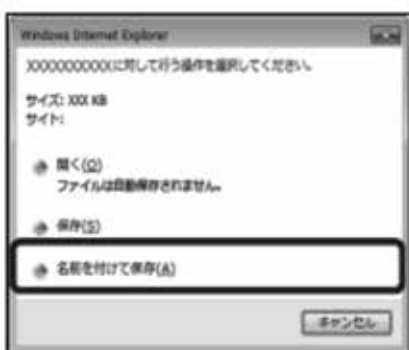 Windows Internet Explorer
XXXXXXXXXXXに対して行う操作を選択してください。
サイズ: XXX KB
サイト:
開く(O)
ファイルは自動保存されません。
保存(S)
名前を付けて保存(A)
キャンセル